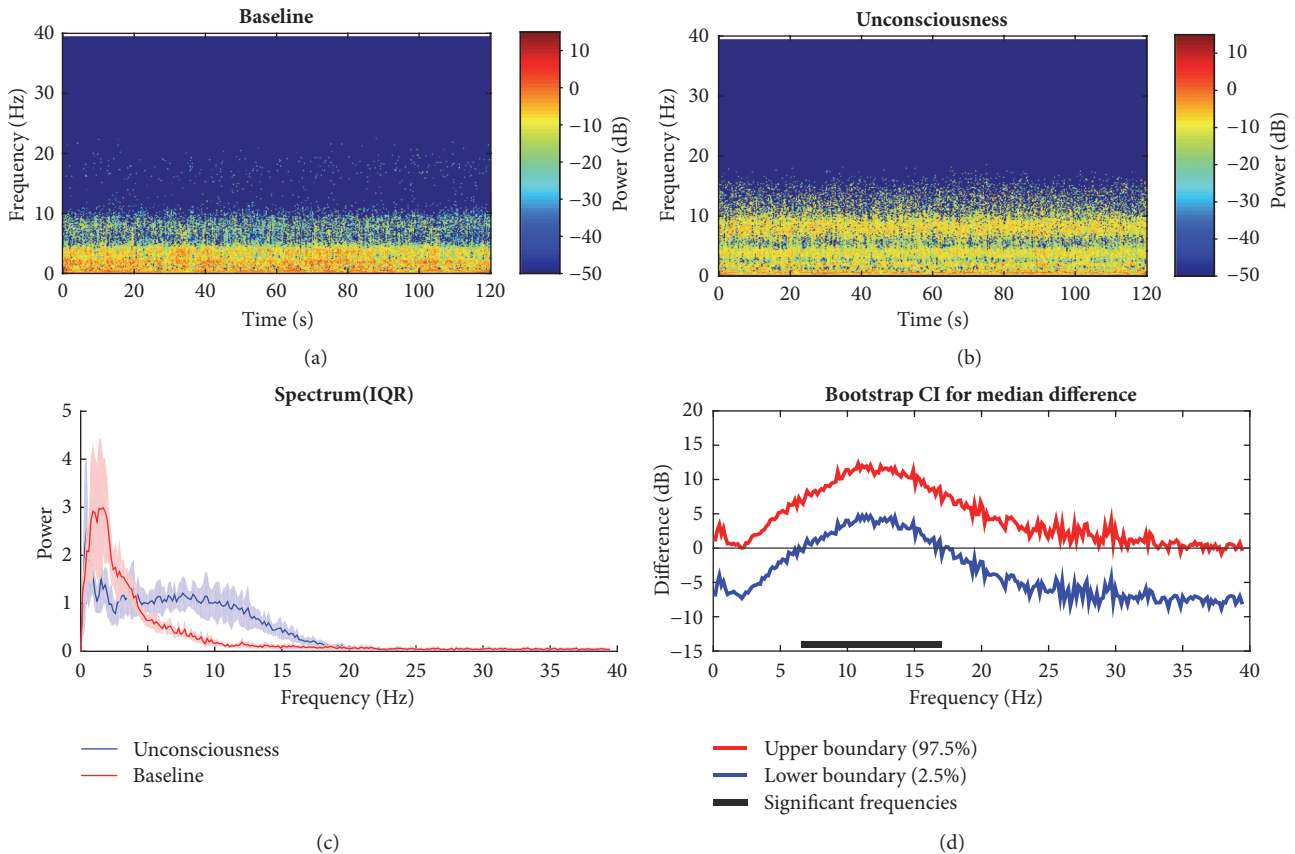 Baseline
40
30
20
10
0
Frequency (Hz)
0 20 40 60 80 100 120
Time (s)
10
0
−10
−20
−30
−40
−50
Power (dB)
(a)
Unconsciousness
40
30
20
10
0
Frequency (Hz)
0 20 40 60 80 100 120
Time (s)
10
0
−10
−20
−30
−40
−50
Power (dB)
(b)
Spectrum(IQR)
5
4
3
2
1
0
Power
0 5 10 15 20 25 30 35 40
Frequency (Hz)
Unconsciousness
Baseline
(c)
Bootstrap CI for median difference
20
15
10
5
0
−5
−10
−15
Difference (dB)
0 5 10 15 20 25 30 35 40
Frequency (Hz)
Upper boundary (97.5%)
Lower boundary (2.5%)
Significant frequencies
(d)